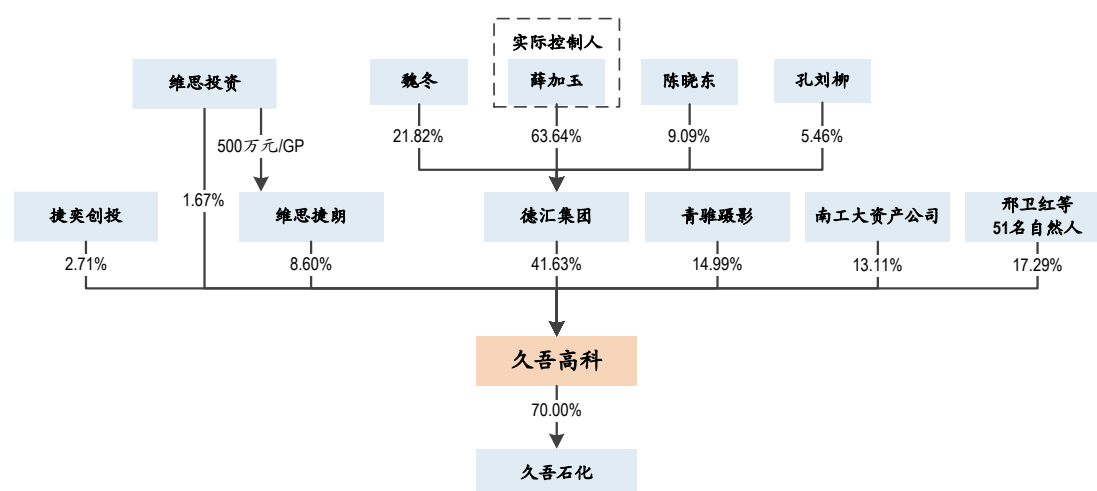 实际控制人
维思投资
魏冬
薛加玉
陈晓东
孔刘柳
21.82%
63.64%
9.09%
5.46%
500万元/GP
1.67%
捷奕创投
维思捷朗
德汇集团
青骓蹑影
南工大资产公司
邢卫红等
51名自然人
2.71%
8.60%
41.63%
14.99%
13.11%
17.29%
久吾高科
70.00%
久吾石化